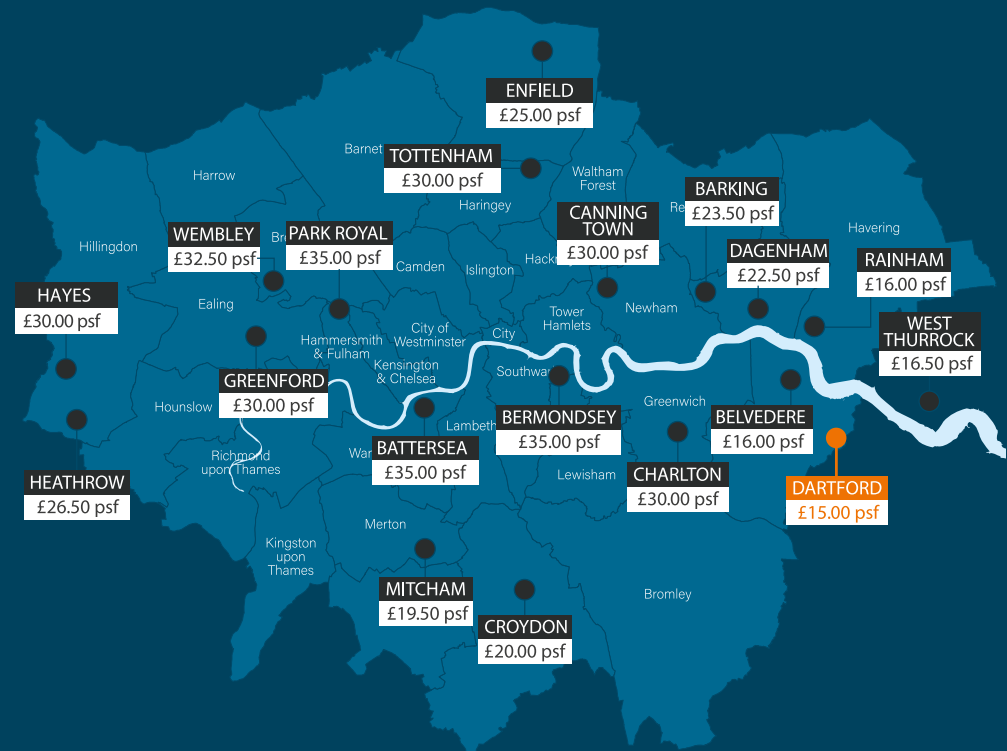 ENFIELD
£25.00 psf
Barnet
TOTTENHAM
£30.00 psf
Harrow
Waltham
Forest
Haringey
BARKING
£23.50 psf
CANNING
TOWN
£30.00 psf
Hillingdon
WEMBLEY
£32.50 psf
PARK ROYAL
£35.00 psf
Camden
Islington
DAGENHAM
£22.50 psf
Havering
RAINHAM
£16.00 psf
HAYES
£30.00 psf
Ealing
Newham
Tower
Hamlets
City of
Westminster
City
Hammersmith
& Fulham
Kensington
& Chelsea
WEST
THURROCK
£16.50 psf
GREENFORD
£30.00 psf
Hounslow
Southwa
Greenwich
BERMONDSEY
£35.00 psf
BELVEDERE
£16.00 psf
Lambeth
BATTERSEA
£35.00 psf
Richmond
upon Thames
Lewisham
CHARLTON
£30.00 psf
HEATHROW
£26.50 psf
DARTFORD
£15.00 psf
Merton
Kingston
upon
Thames
MITCHAM
£19.50 psf
CROYDON
£20.00 psf
Bromley